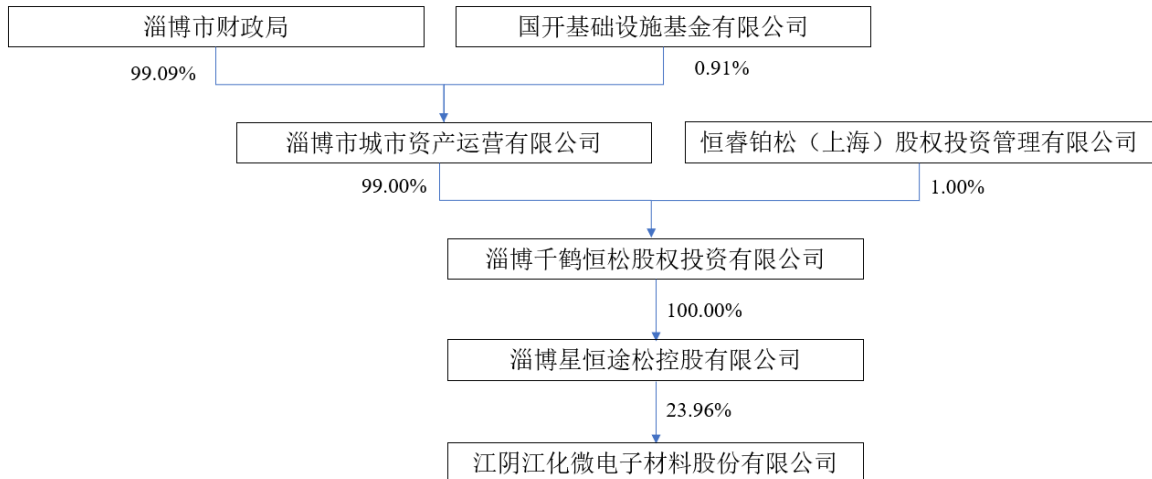 淄博市财政局
国开基础设施基金有限公司
99.09%
0.91%
淄博市城市资产运营有限公司
恒睿铂松（上海）股权投资管理有限公司
99.00%
1.00%
淄博千鹤恒松股权投资有限公司
100.00%
淄博星恒途松控股有限公司
23.96%
江阴江化微电子材料股份有限公司